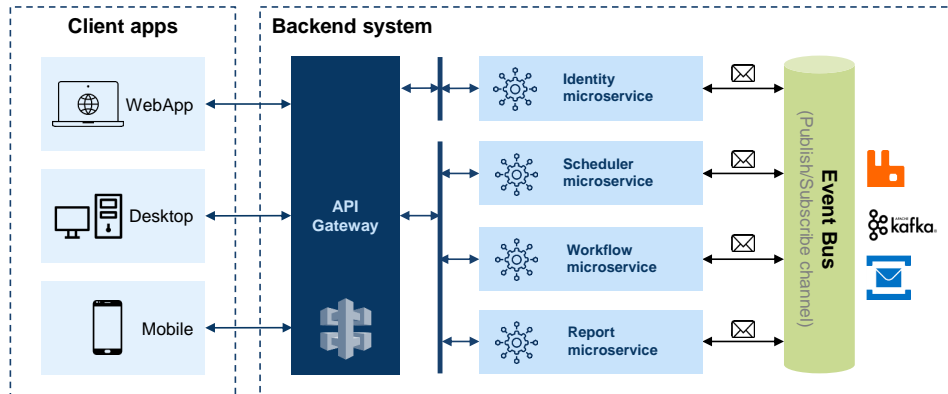 Client apps
WebApp
Desktop
Mobile
Backend system
API
Gateway
Identity
microservice
Scheduler
microservice
Workflow
microservice
Report
microservice
Event Bus
(Publish/Subscribe channel)
APACHE
kafka®